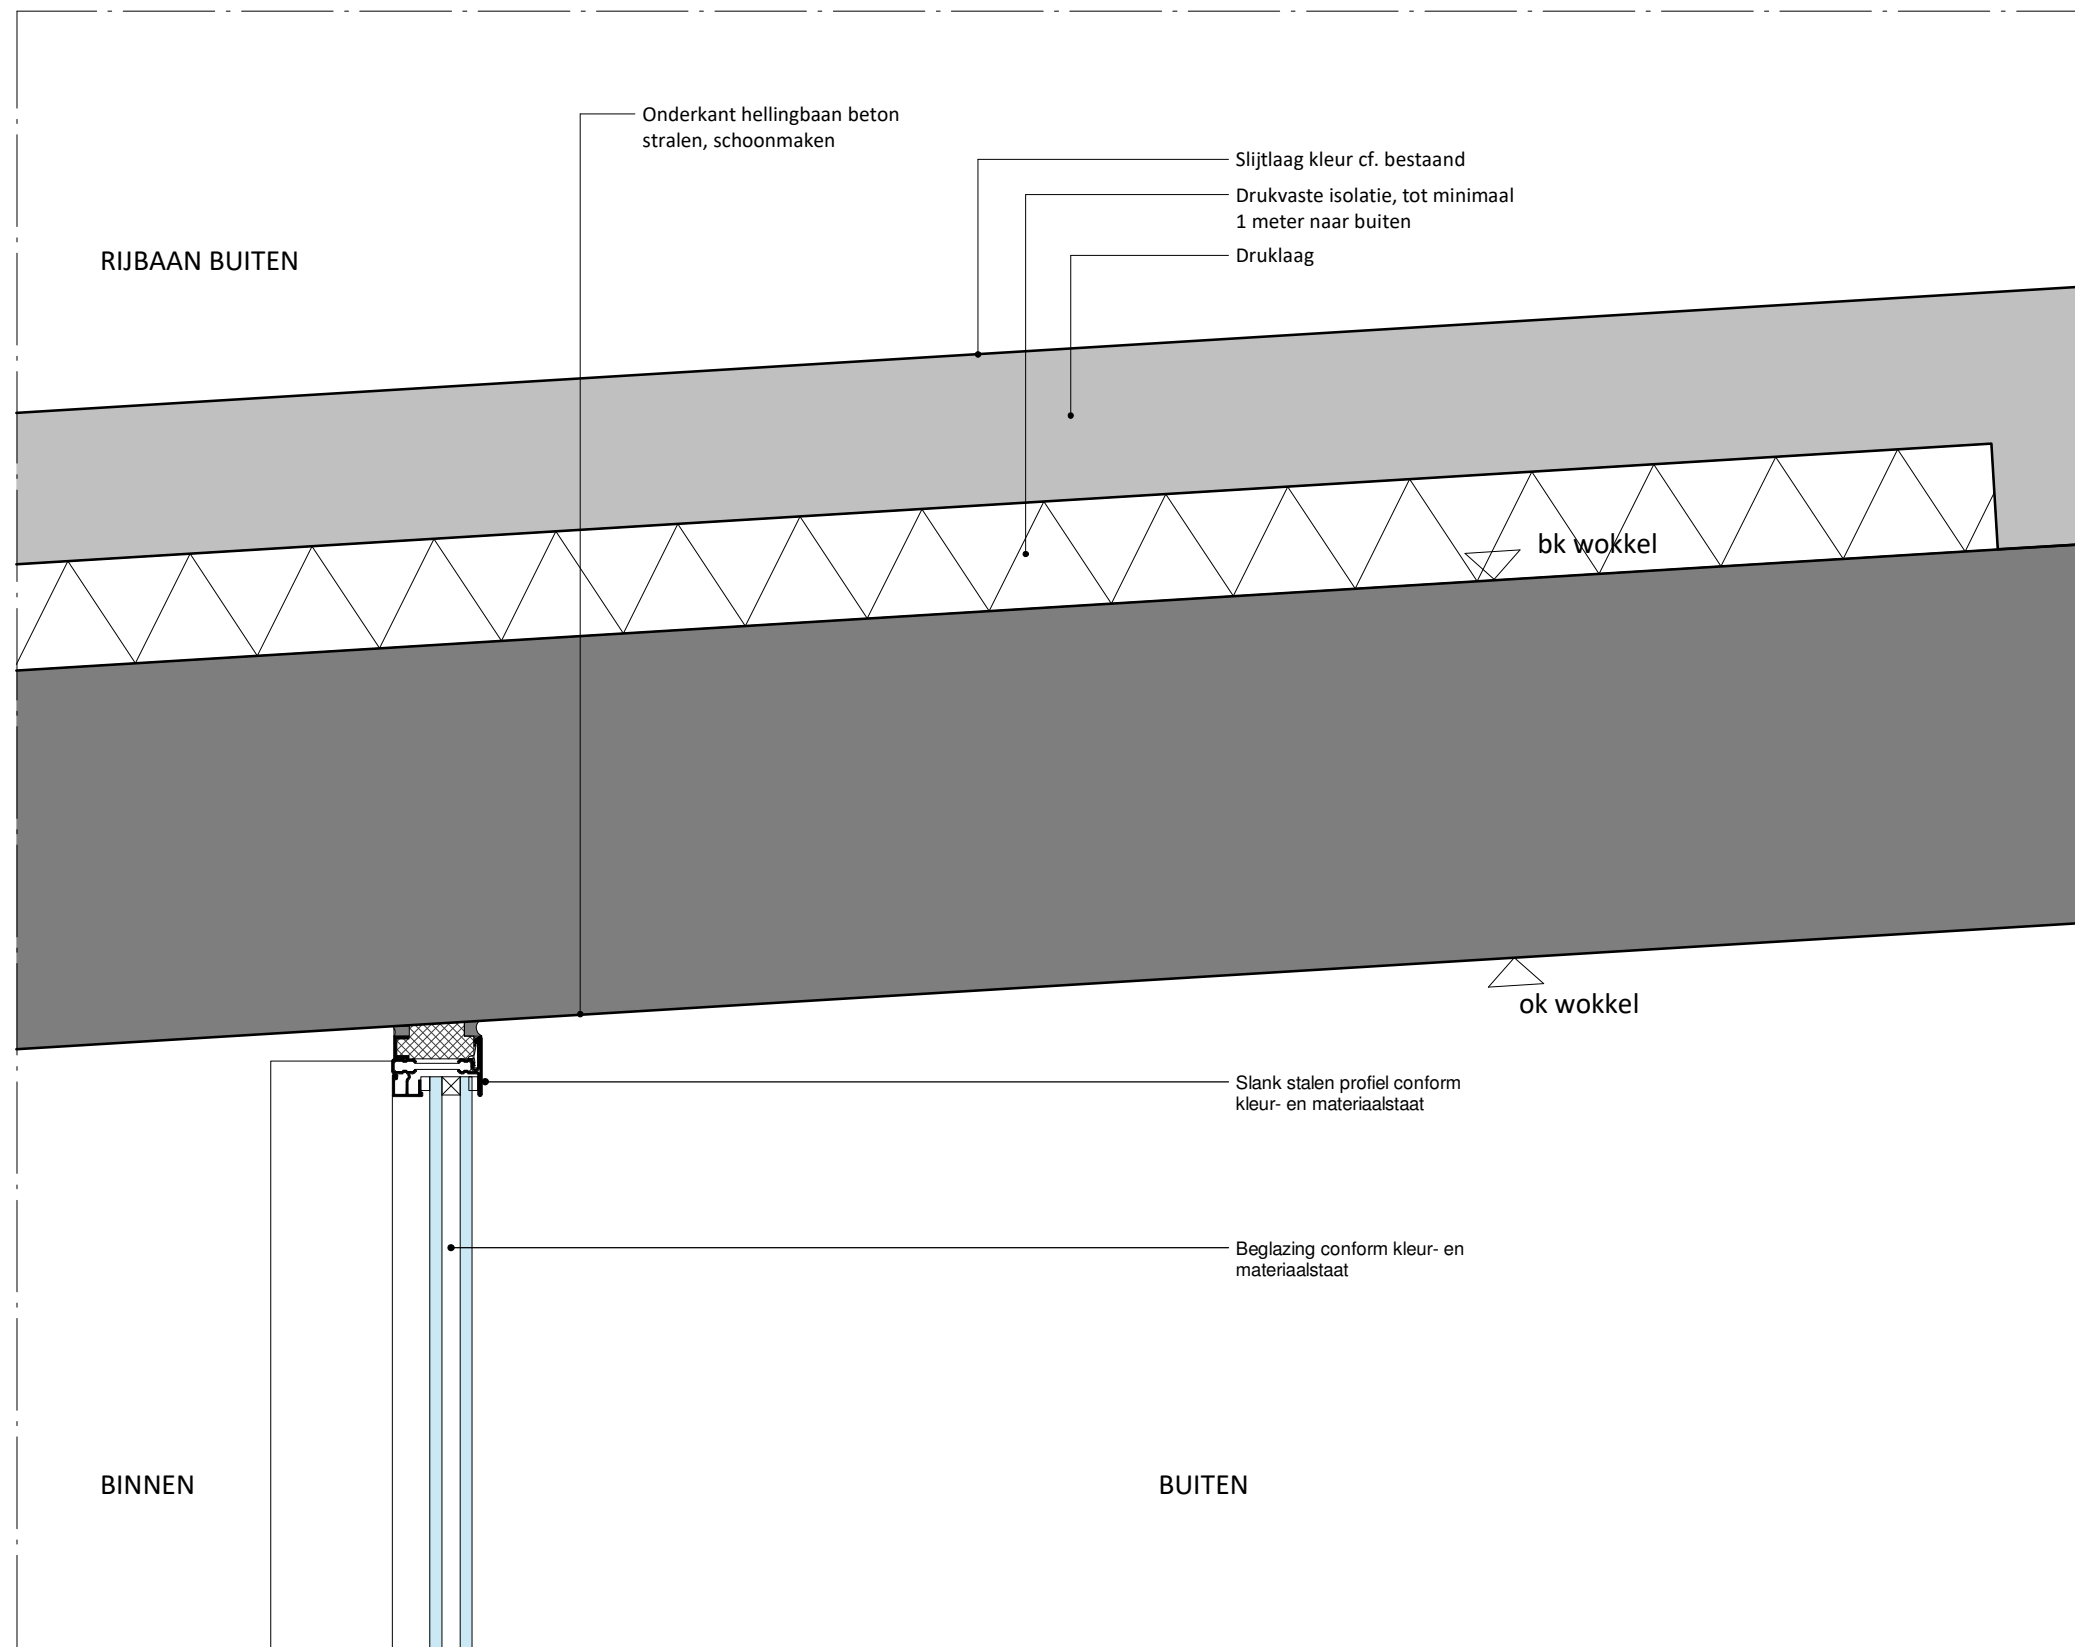 Onderkant hellingbaan beton
stralen, schoonmaken
Slijtlaag kleur cf. bestaand
Drukvaste isolatie, tot minimaal
1 meter naar buiten
Druklaag
RIJBAAN BUITEN
bk wokkel
ok wokkel
Slank stalen profiel conform
kleur- en materiaalstaat
Beglazing conform kleur- en
materiaalstaat
BINNEN
BUITEN